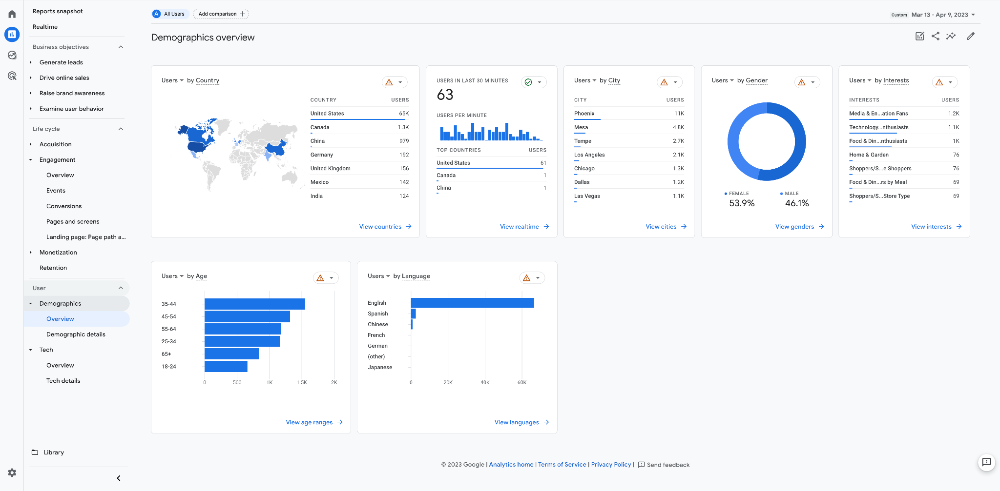 Reports snapshot
Realtime
Business objectives
Generate leads
Drive online sales
Raise brand awareness
Examine user behavior
Life cycle
Acquisition
Engagement
Overview
Events
Conversions
Pages and screens
Landing page: Page path a...
Monetization
Retention
User
Demographics
Overview
Demographic details
Tech
Overview
Tech details
Library
A All Users
Add comparison
Custom Mar 13 - Apr 9, 2023
Demographics overview
Users by Country
COUNTRY USERS
United States 65K
Canada 1.3K
China 979
Germany 192
United Kingdom 156
Mexico 142
India 124
View countries
USERS IN LAST 30 MINUTES
63
USERS PER MINUTE
TOP COUNTRIES USERS
United States 61
Canada 1
China 1
View realtime
Users by City
CITY USERS
Phoenix 11K
Mesa 4.8K
Tempe 2.7K
Los Angeles 2.1K
Chicago 1.3K
Dallas 1.2K
Las Vegas 1.1K
View cities
Users by Gender
FEMALE MALE
53.9% 46.1%
View genders
Users by Interests
INTERESTS USERS
Media & En...ation Fans 1.2K
Technology...nthusiasts 1.1K
Food & Din...nthusiasts 1K
Home & Garden 76
Shoppers/S...e Shoppers 76
Food & Din...rs by Meal 69
Shoppers/S...Store Type 69
View interests
Users by Age
35-44
45-54
55-64
25-34
65+
18-24
0 500 1K 1.5K 2K
View age ranges
Users by Language
English
Spanish
Chinese
French
German
(other)
Japanese
0 20K 40K 60K
View languages
© 2023 Google | Analytics home | Terms of Service | Privacy Policy | Send feedback